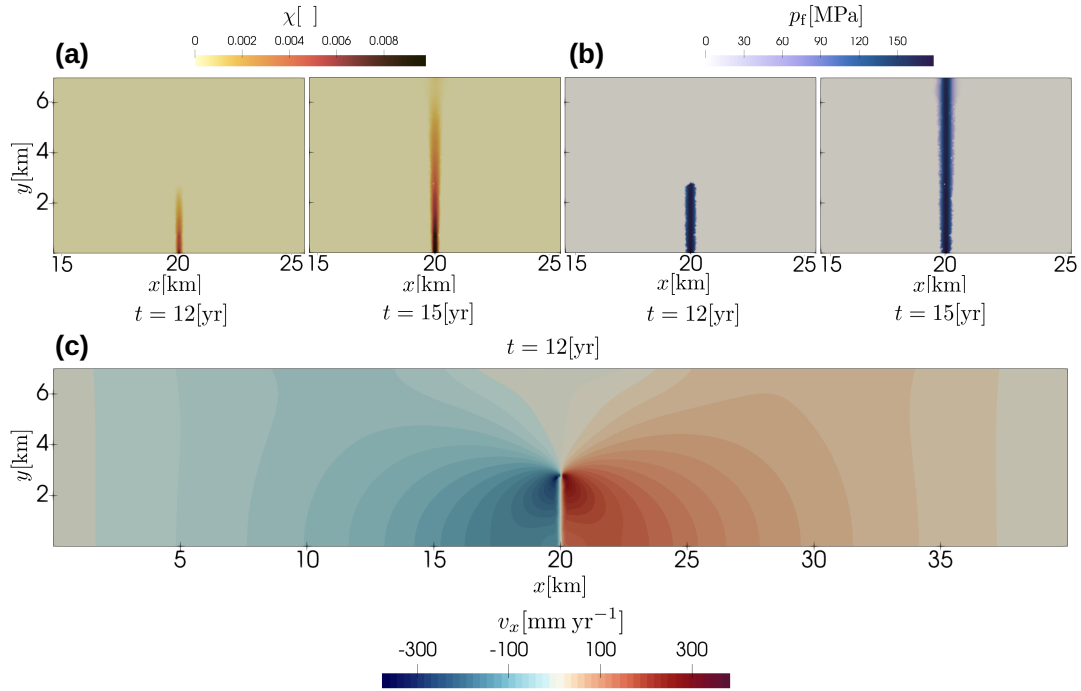 χ[ ]
pf[MPa]
0 0.002 0.004 0.006 0.008
0 30 60 90 120 150
(a)
(b)
6
4
2
y[km]
15 20 25 15 20 25 15 20 25 15 20 25
x[km] x[km] x[km] x[km]
t = 12[yr] t = 15[yr] t = 12[yr] t = 15[yr]
(c)
t = 12[yr]
6
4
2
y[km]
5 10 15 20 25 30 35
x[km]
vx[mm yr−1]
-300 -100 100 300